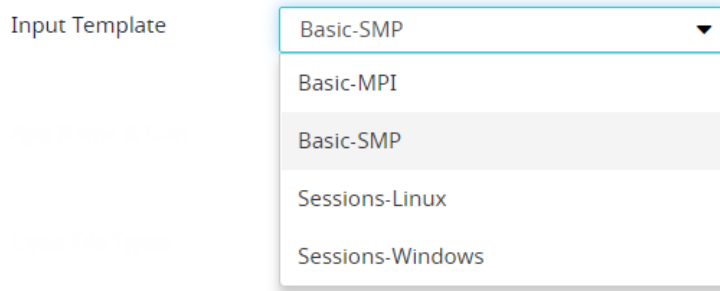 Input Template
Basic-SMP
Basic-MPI
Basic-SMP
Sessions-Linux
Sessions-Windows